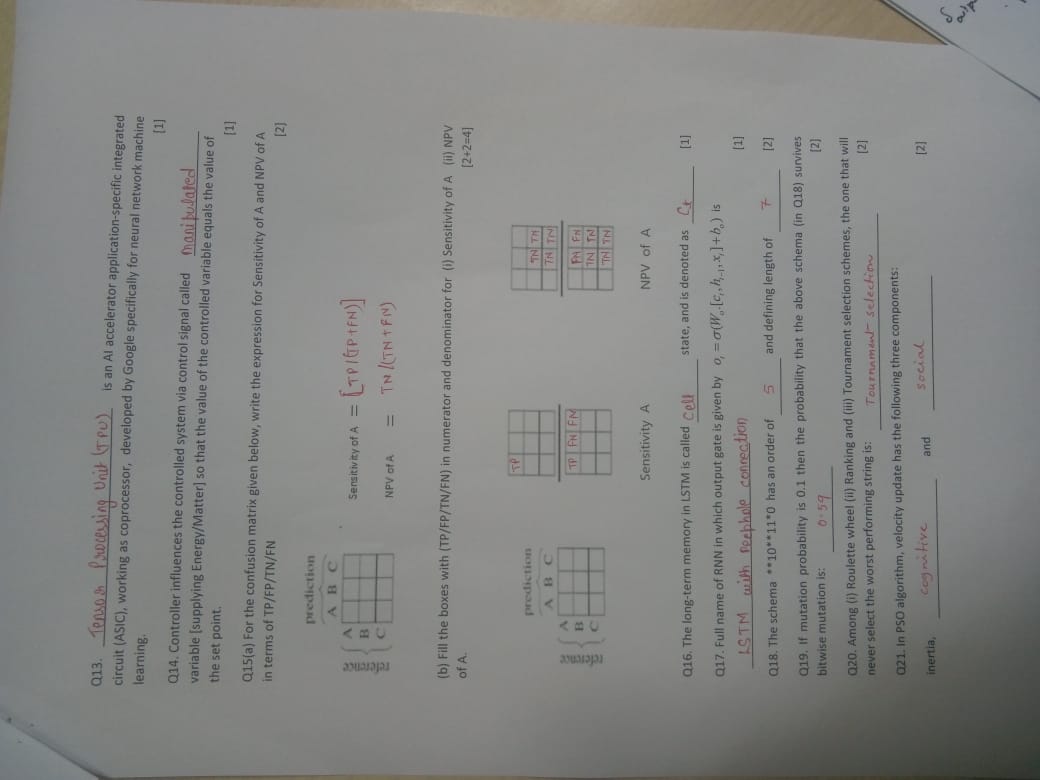 Q13. Tensor Processing Unit (TPU) is an AI accelerator application-specific integrated
circuit (ASIC), working as coprocessor, developed by Google specifically for neural network machine
learning.
[1]
Q14. Controller influences the controlled system via control signal called manipulated
variable [supplying Energy/Matter] so that the value of the controlled variable equals the value of
the set point.
[1]
Q15(a) For the confusion matrix given below, write the expression for Sensitivity of A and NPV of A
in terms of TP/FP/TN/FN
[2]
prediction
A B C
reference
A
B
C
Sensitivity of A = [TP/(TP+FN)]
NPV of A = TN/(TN+FN)
(b) Fill the boxes with (TP/FP/TN/FN) in numerator and denominator for (i) Sensitivity of A (ii) NPV
of A.
[2+2=4]
prediction
A B C
reference
A
B
C
TP
TP FN FN
Sensitivity A
TN TN
TN TN
FN FN
TN TN
TN TN
NPV of A
Q16. The long-term memory in LSTM is called cell state, and is denoted as Ct [1]
Q17. Full name of RNN in which output gate is given by o_t = σ(W_o.[c_t, h_{t-1}, x_t] + b_o) is
LSTM with peephole connection [1]
Q18. The schema **10**11*0 has an order of 5 and defining length of 7 [2]
Q19. If mutation probability is 0.1 then the probability that the above schema (in Q18) survives
bitwise mutation is: 0.59 [2]
Q20. Among (i) Roulette wheel (ii) Ranking and (iii) Tournament selection schemes, the one that will
never select the worst performing string is: Tournament selection [2]
Q21. In PSO algorithm, velocity update has the following three components:
inertia, cognitive and social [2]